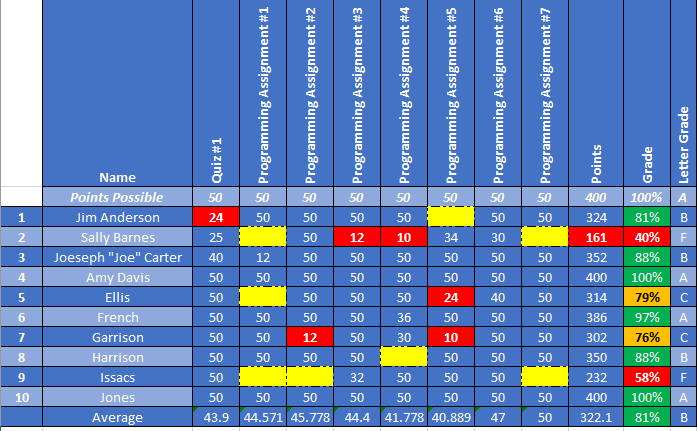 Name Quiz #1 Programming Assignment #1 Programming Assignment #2 Programming Assignment #3 Programming Assignment #4 Programming Assignment #5 Programming Assignment #6 Programming Assignment #7 Points Grade Letter Grade
Points Possible 50 50 50 50 50 50 50 50 400 100% A
1 Jim Anderson 24 50 50 50 50 50 50 324 81% B
2 Sally Barnes 25 50 12 10 34 30 161 40% F
3 Joeseph "Joe" Carter 40 12 50 50 50 50 50 50 352 88% B
4 Amy Davis 50 50 50 50 50 50 50 50 400 100% A
5 Ellis 50 50 50 50 24 40 50 314 79% C
6 French 50 50 50 50 36 50 50 50 386 97% A
7 Garrison 50 50 12 50 30 10 50 50 302 76% C
8 Harrison 50 50 50 50 50 50 50 350 88% B
9 Issacs 50 32 50 50 50 50 232 58% F
10 Jones 50 50 50 50 50 50 50 50 400 100% A
Average 43.9 44.571 45.778 44.4 41.778 40.889 47 50 322.1 81% B